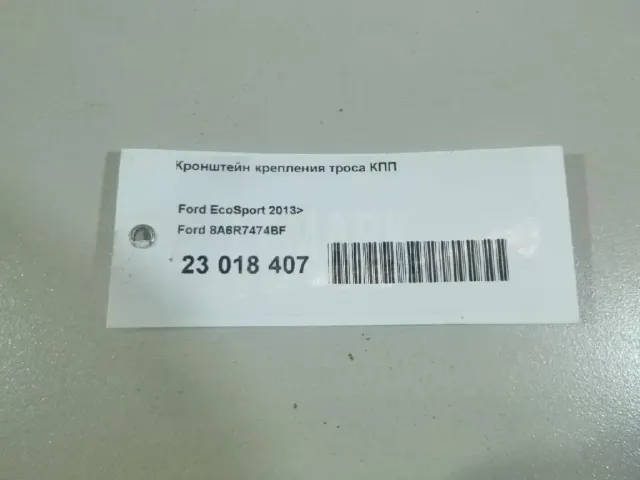 Кронштейн крепления троса КПП
Ford EcoSport 2013>
Ford 8A6R7474BF
23 018 407